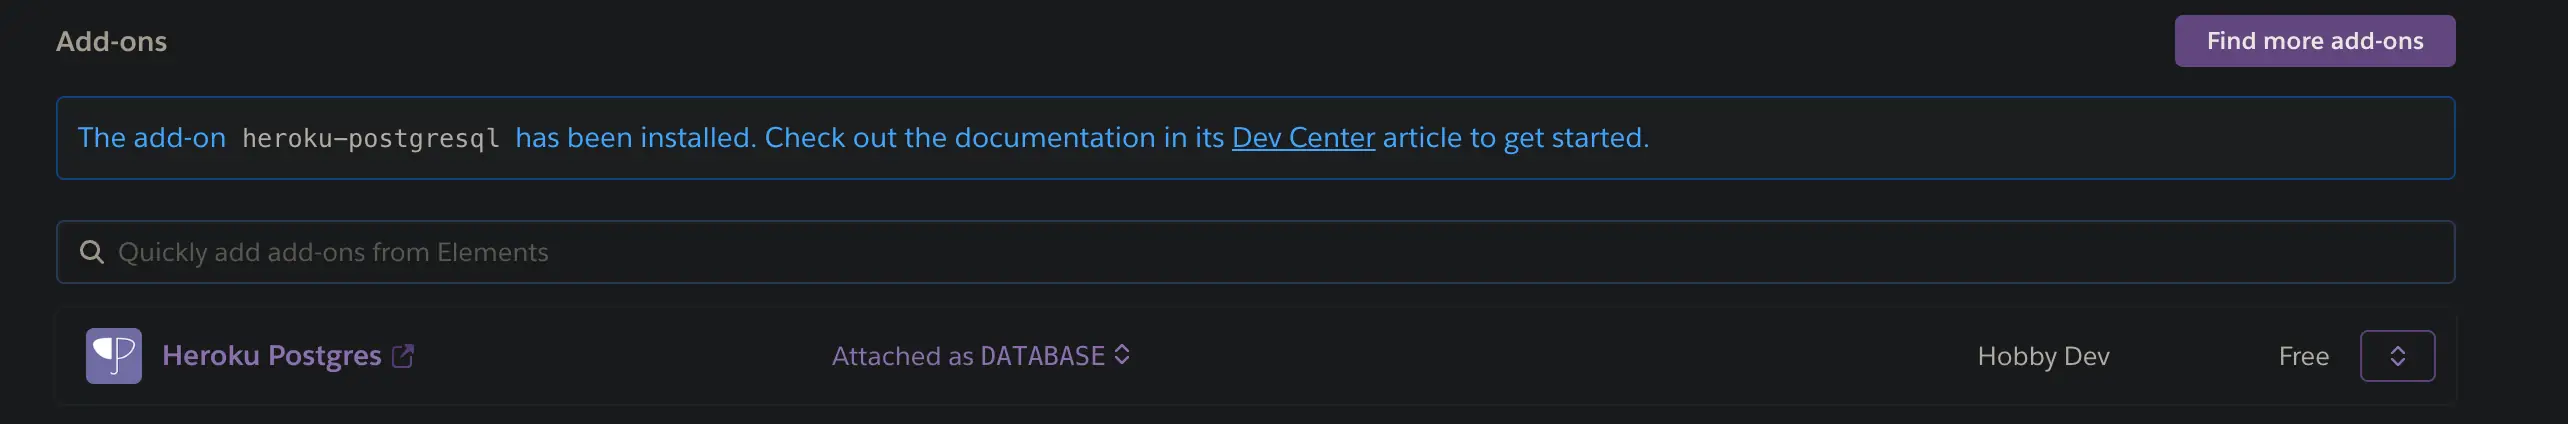 Add-ons
Find more add-ons
The add-on heroku-postgresql has been installed. Check out the documentation in its Dev Center article to get started.
Quickly add add-ons from Elements
Heroku Postgres
Attached as DATABASE
Hobby Dev
Free